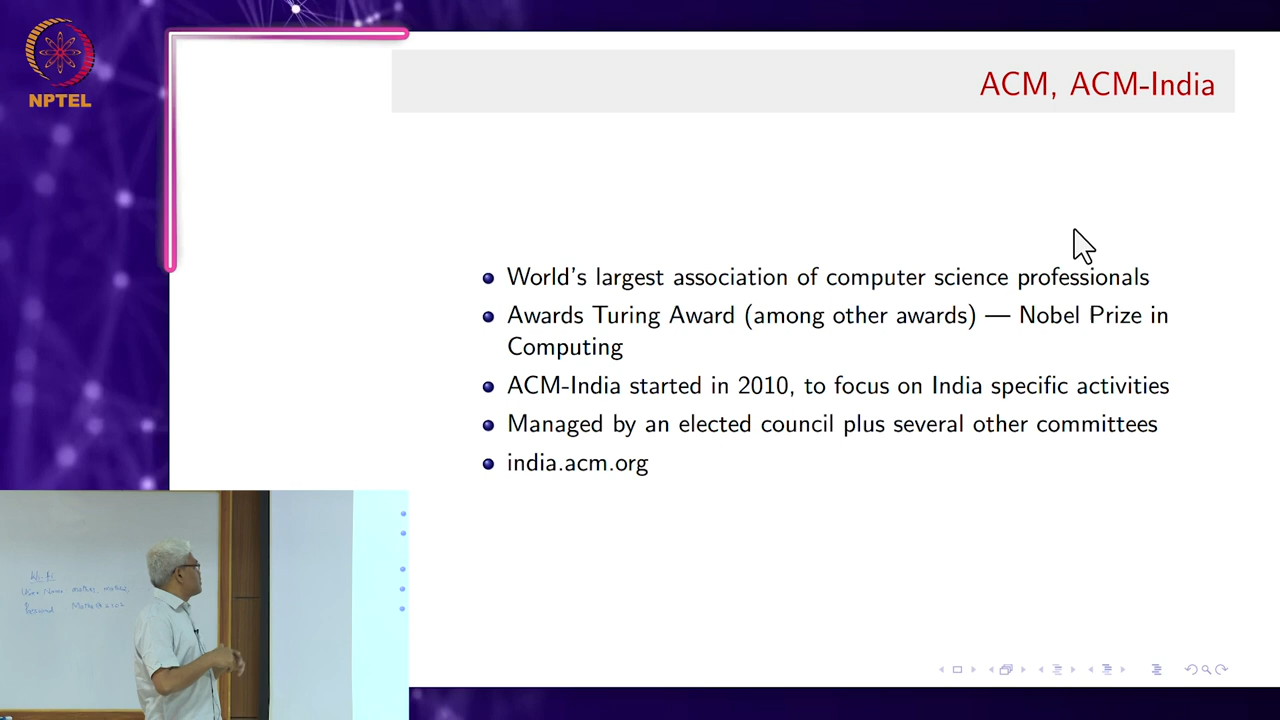 NPTEL
ACM, ACM-India
World's largest association of computer science professionals
Awards Turing Award (among other awards) — Nobel Prize in
Computing
ACM-India started in 2010, to focus on India specific activities
Managed by an elected council plus several other committees
india.acm.org